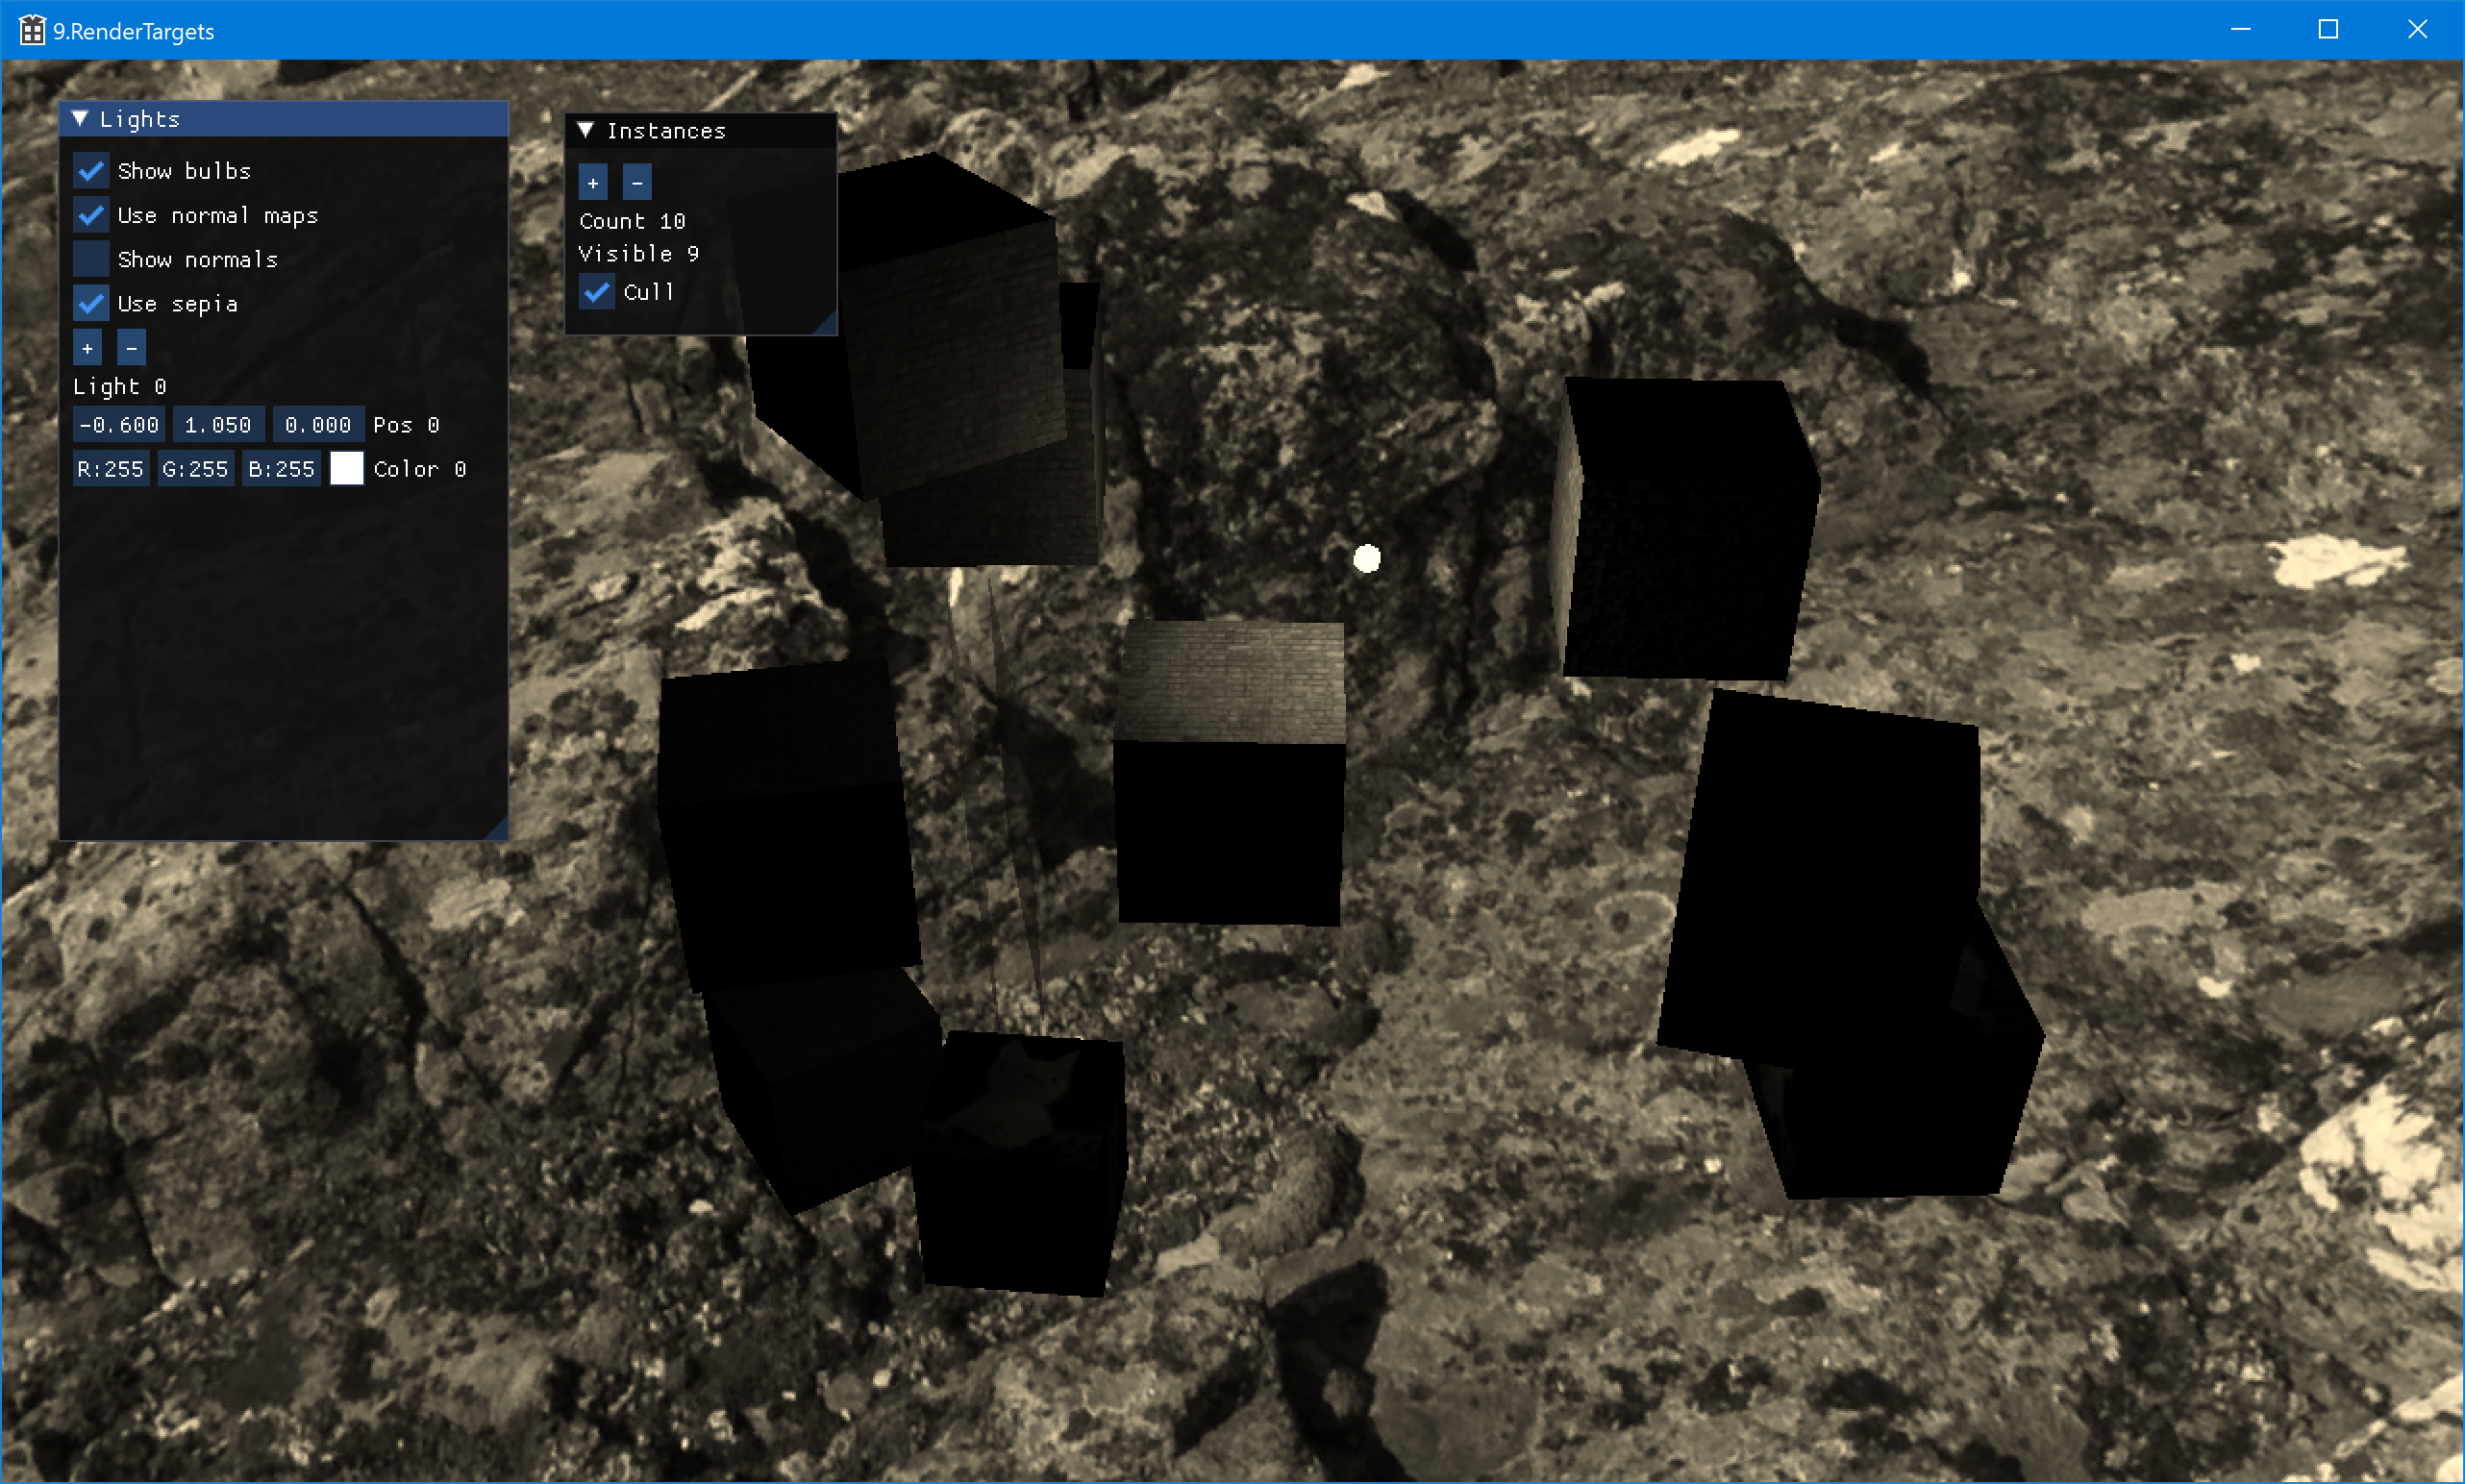 9.RenderTargets
Lights
Show bulbs
Use normal maps
Show normals
Use sepia
+ -
Light 0
-0.600 1.050 0.000 Pos 0
R:255 G:255 B:255 Color 0
Instances
+ -
Count 10
Visible 9
Cull